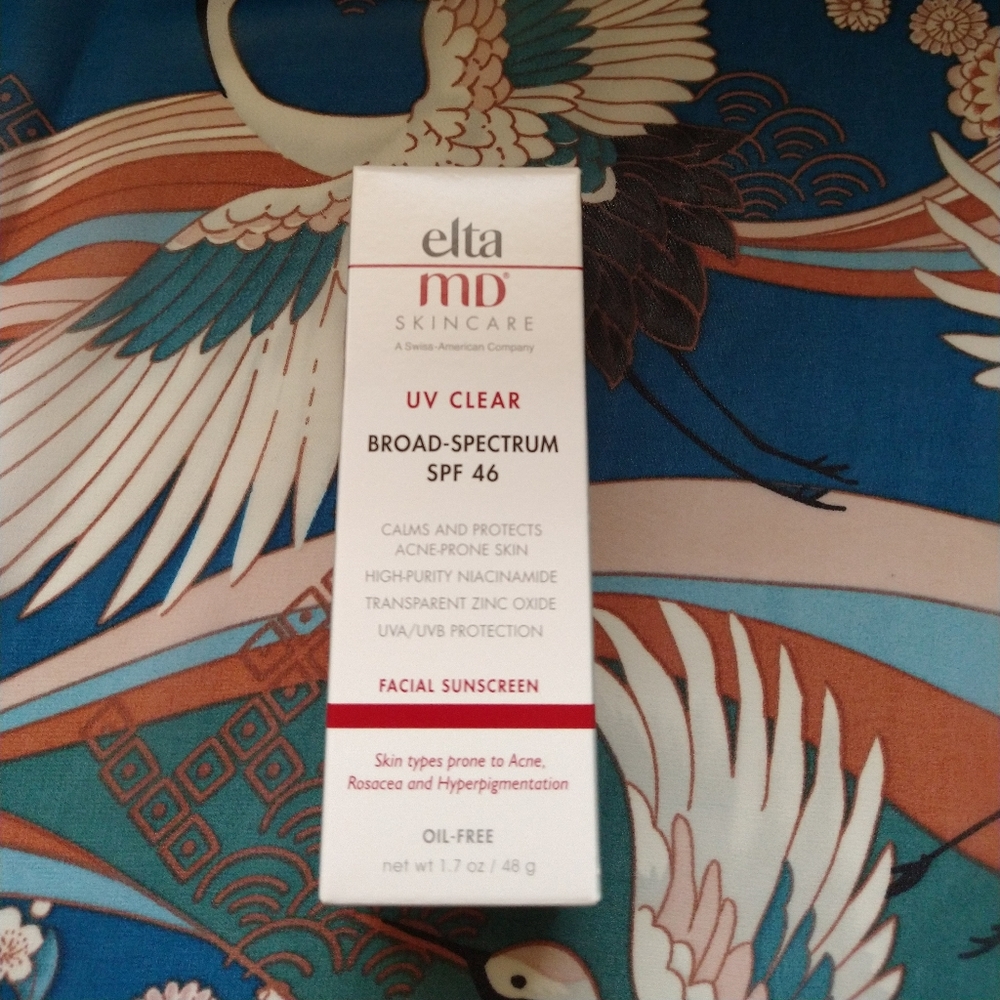 elta
MD®
SKINCARE
A Swiss-American Company
UV CLEAR
BROAD-SPECTRUM
SPF 46
CALMS AND PROTECTS
ACNE-PRONE SKIN
HIGH-PURITY NIACINAMIDE
TRANSPARENT ZINC OXIDE
UVA/UVB PROTECTION
FACIAL SUNSCREEN
Skin types prone to Acne,
Rosacea and Hyperpigmentation
OIL-FREE
net wt 1.7 oz / 48 g